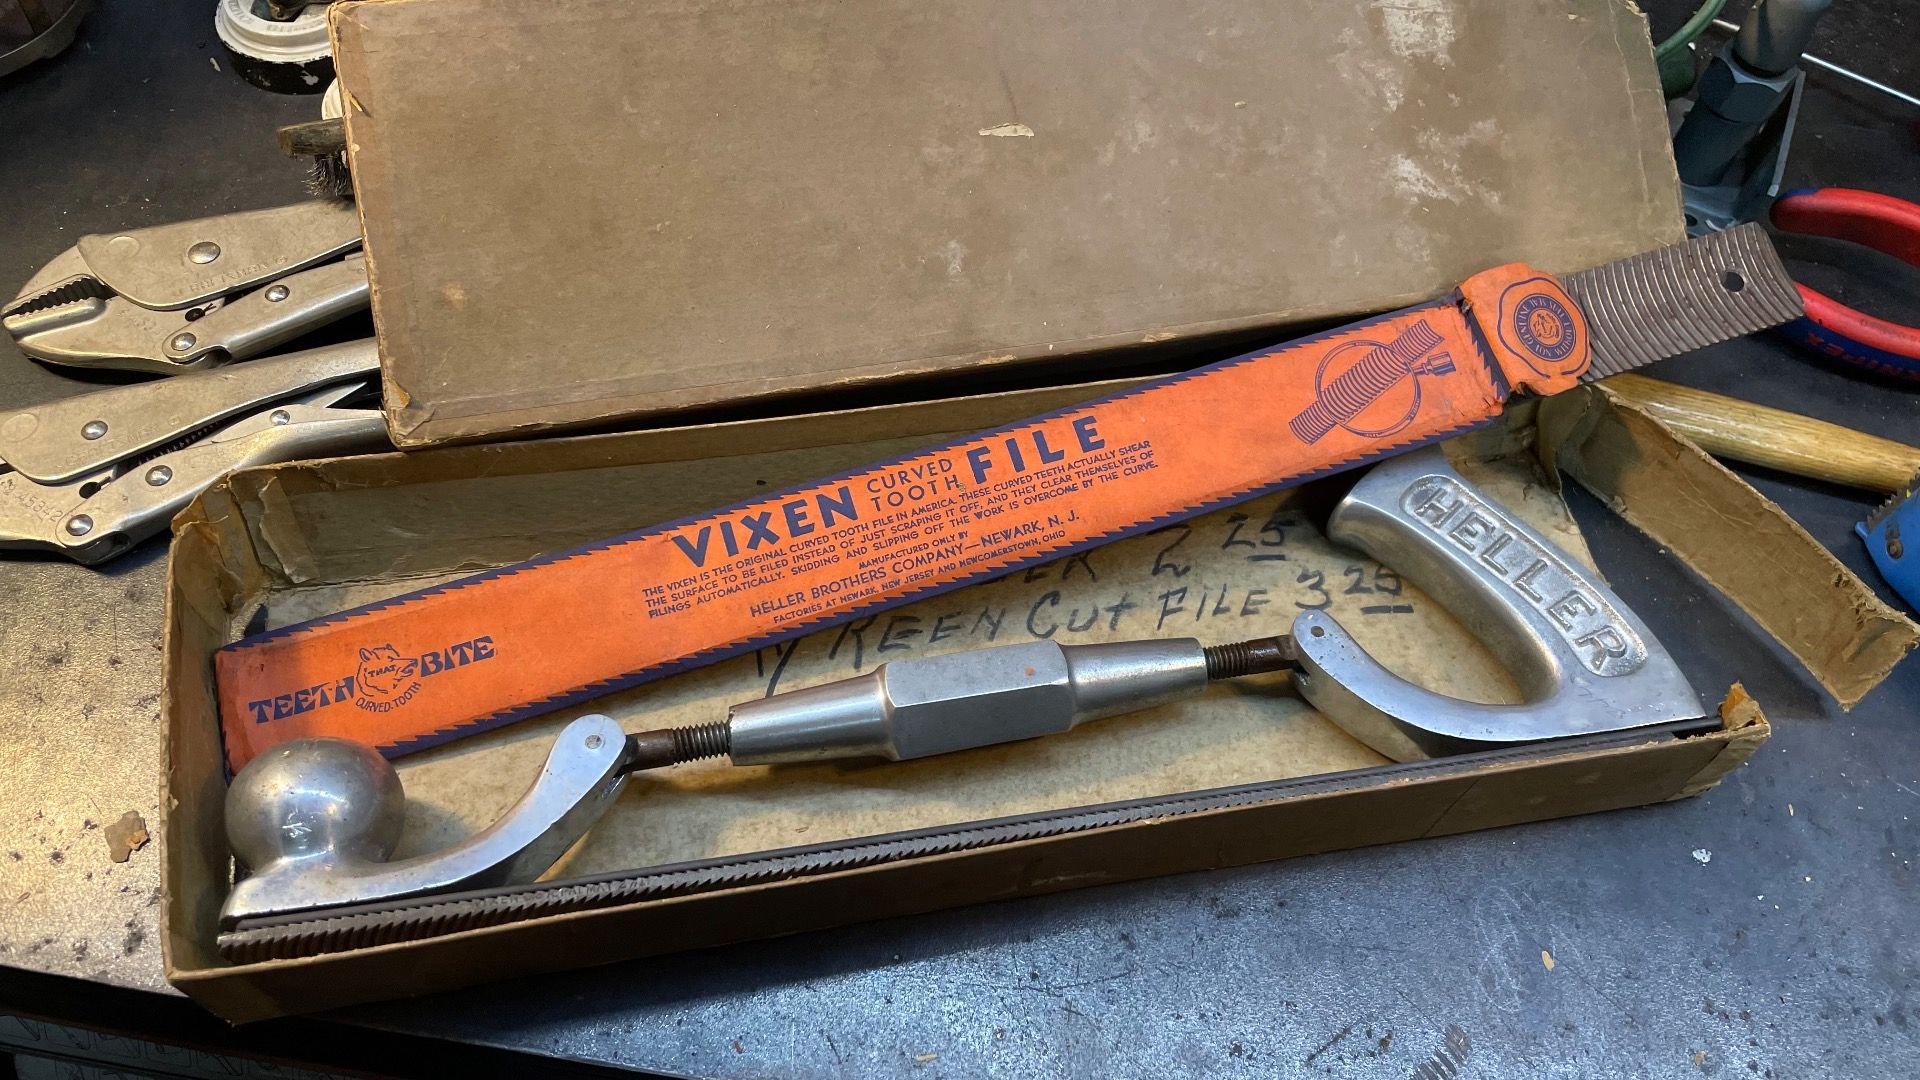 VIXEN CURVED TOOTH FILE
THE VIXEN IS THE ORIGINAL CURVED TOOTH FILE IN AMERICA. THESE CURVED TEETH ACTUALLY SHEAR
THE SURFACE TO BE FILED INSTEAD OF JUST SCRAPING IT OFF, AND THEY CLEAR THEMSELVES OF
FILINGS AUTOMATICALLY. SKIDDING AND SLIPPING OFF THE WORK IS OVERCOME BY THE CURVE.
MANUFACTURED ONLY BY
HELLER BROTHERS COMPANY—NEWARK, N. J.
FACTORIES AT NEWARK, NEW JERSEY AND NEWCOMERSTOWN, OHIO
TEETH THAT BITE
CURVED-TOOTH
2 25
CUT FILE 3 25
HELLER